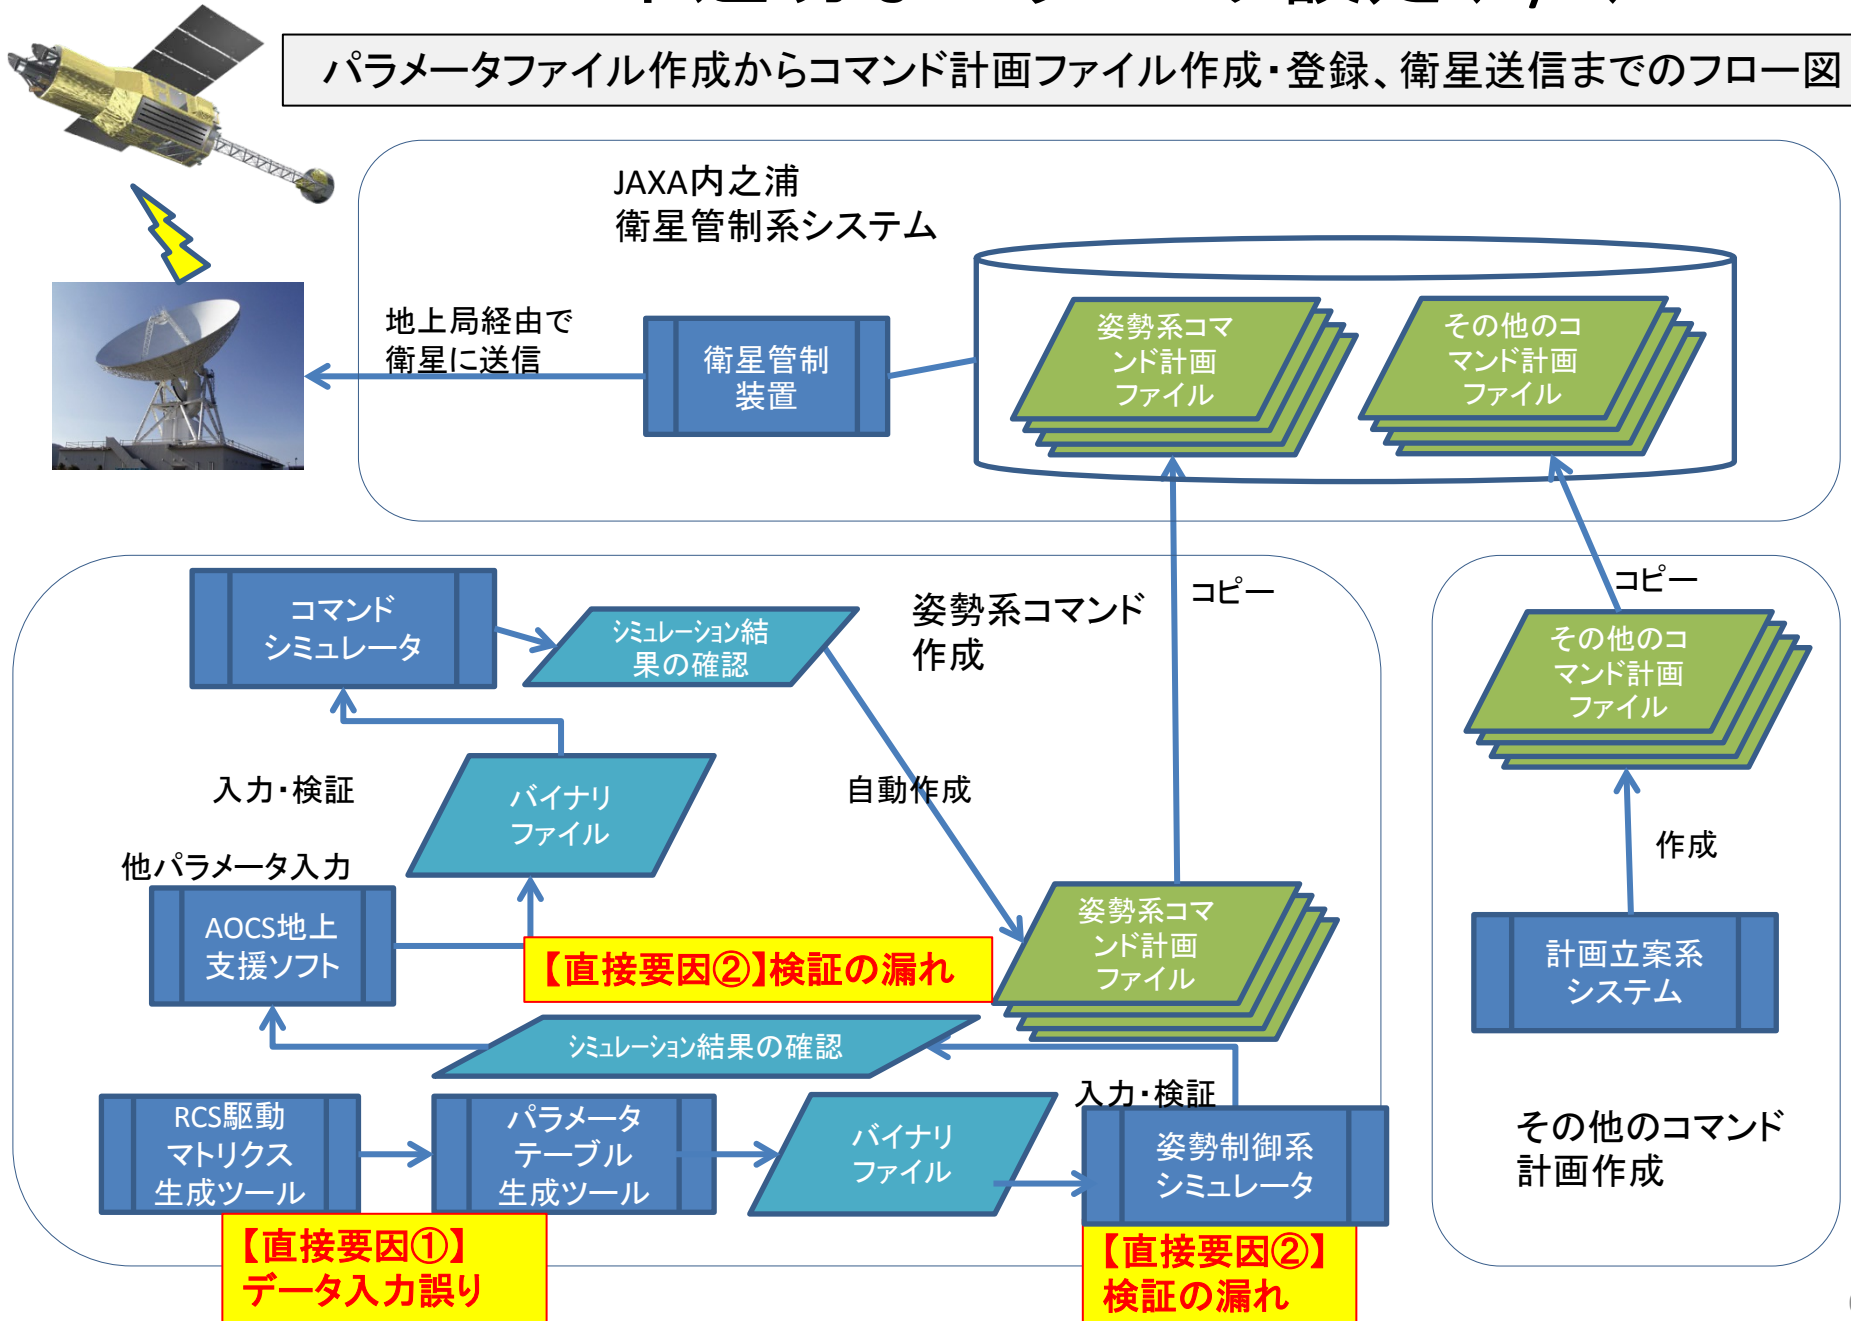 パラメータファイル作成からコマンド計画ファイル作成・登録、衛星送信までのフロー図
JAXA内之浦
衛星管制系システム
地上局経由で
衛星に送信
衛星管制
装置
姿勢系コマ
ンド計画
ファイル
その他のコ
マンド計画
ファイル
コマンド
シミュレータ
シミュレーション結
果の確認
姿勢系コマンド
作成
コピー
コピー
その他のコ
マンド計画
ファイル
入力・検証
バイナリ
ファイル
自動作成
作成
他パラメータ入力
AOCS地上
支援ソフト
【直接要因②】検証の漏れ
姿勢系コマ
ンド計画
ファイル
計画立案系
システム
シミュレーション結果の確認
入力・検証
RCS駆動
マトリクス
生成ツール
パラメータ
テーブル
生成ツール
バイナリ
ファイル
姿勢制御系
シミュレータ
その他のコマンド
計画作成
【直接要因①】
データ入力誤り
【直接要因②】
検証の漏れ